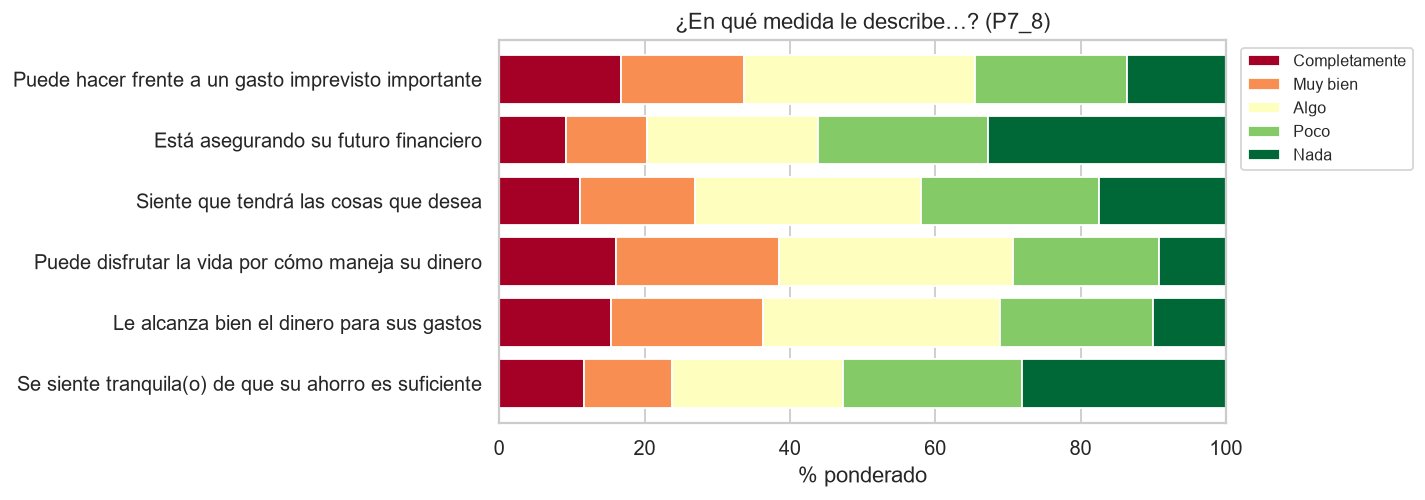 ¿En qué medida le describe…? (P7_8)
Puede hacer frente a un gasto imprevisto importante
Está asegurando su futuro financiero
Siente que tendrá las cosas que desea
Puede disfrutar la vida por cómo maneja su dinero
Le alcanza bien el dinero para sus gastos
Se siente tranquila(o) de que su ahorro es suficiente
0 20 40 60 80 100
% ponderado
Completamente
Muy bien
Algo
Poco
Nada